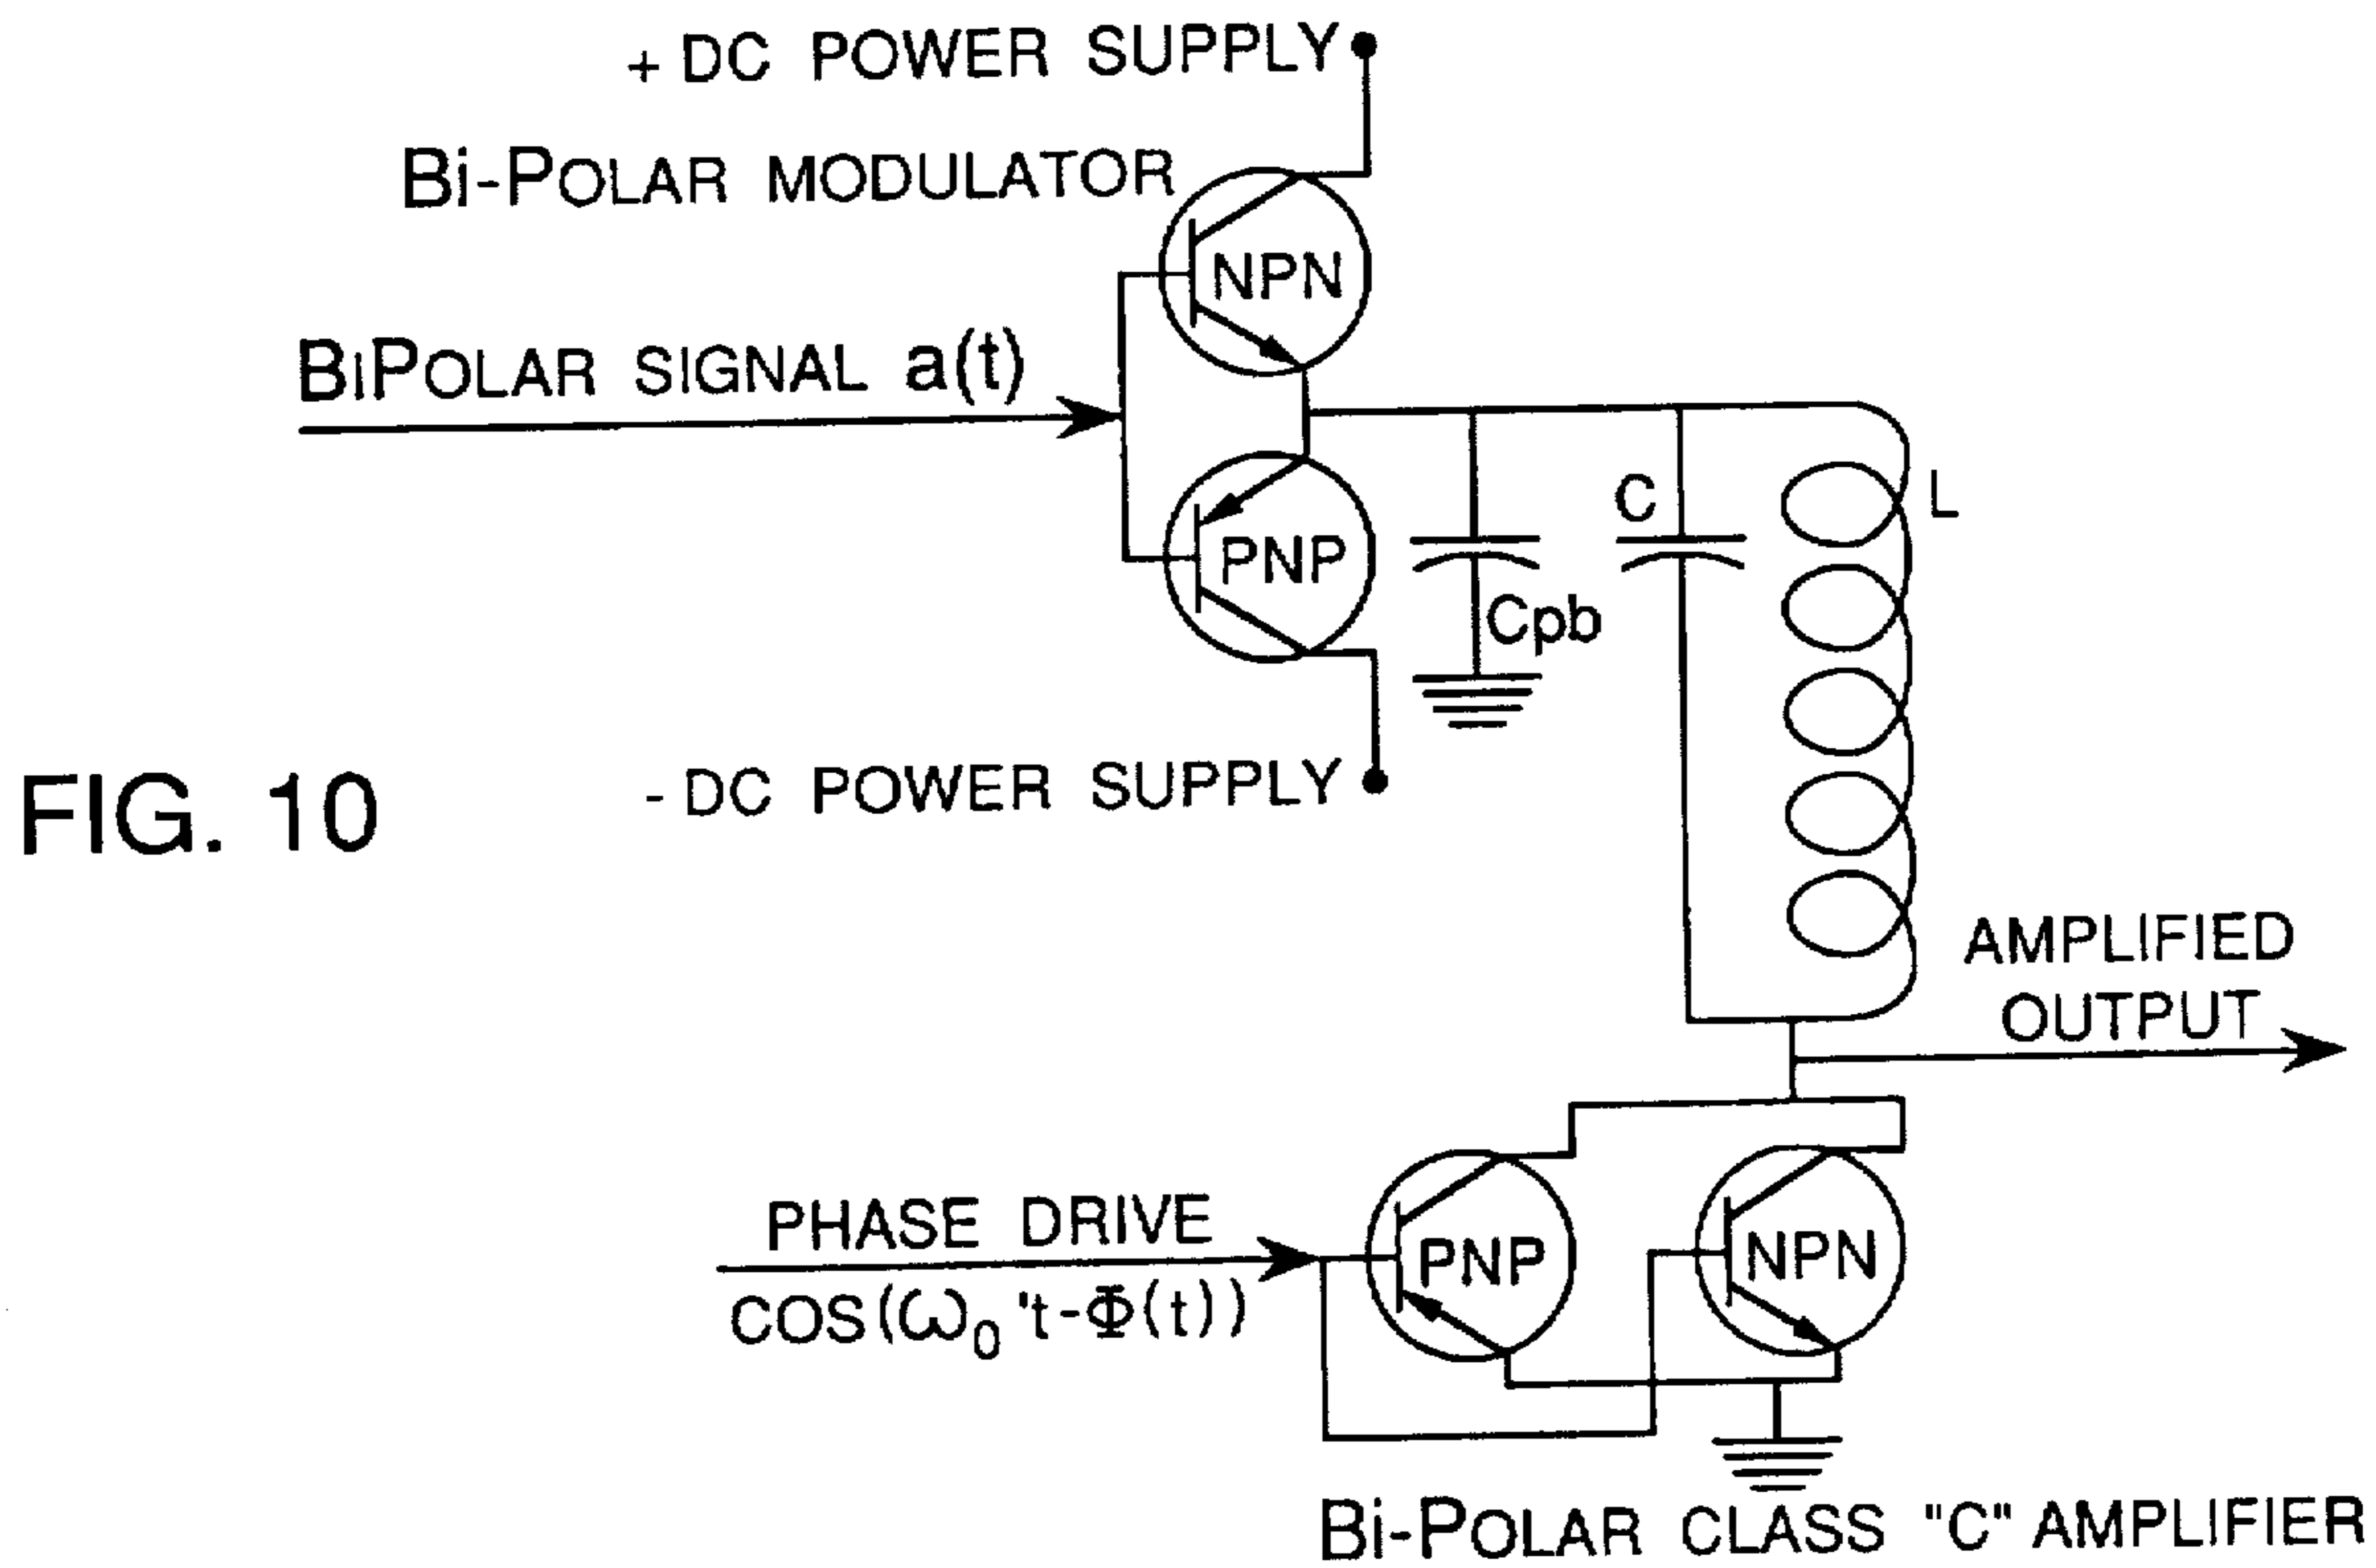 + DC POWER SUPPLY
Bi-POLAR MODULATOR
NPN
BiPOLAR SIGNAL a(t)
C
L
PNP
Cpb
- DC POWER SUPPLY
FIG. 10
AMPLIFIED
OUTPUT
PHASE DRIVE
COS(ω₀'t-Φ(t))
PNP
NPN
Bi-POLAR CLASS "C" AMPLIFIER